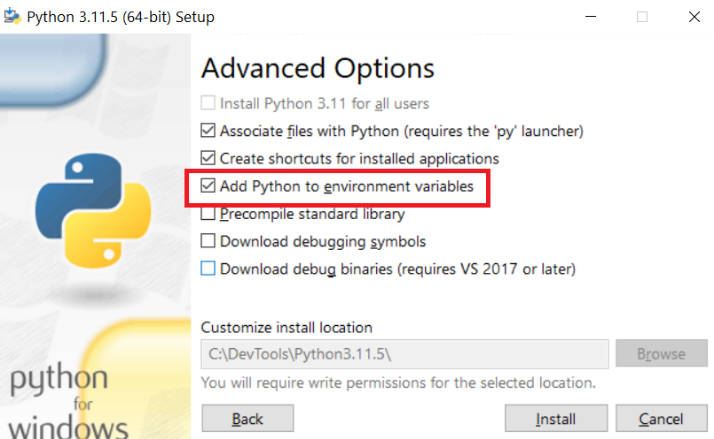 Python 3.11.5 (64-bit) Setup
Advanced Options
Install Python 3.11 for all users
Associate files with Python (requires the 'py' launcher)
Create shortcuts for installed applications
Add Python to environment variables
Precompile standard library
Download debugging symbols
Download debug binaries (requires VS 2017 or later)
Customize install location
C:\DevTools\Python3.11.5\
Browse
You will require write permissions for the selected location.
python
for
windows
Back
Install
Cancel